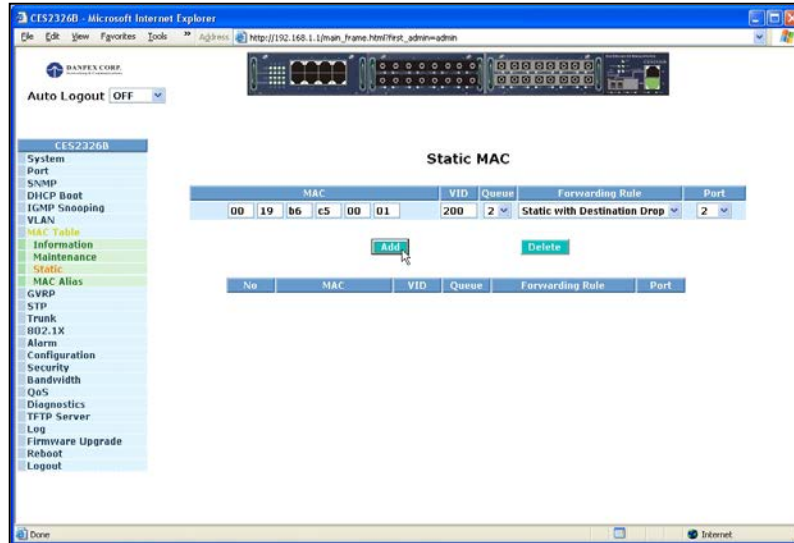 CES2326B - Microsoft Internet Explorer
File Edit View Favorites Tools » Address http://192.168.1.1/main_frame.html?first_admin=admin
DANPEX CORP.
Auto Logout OFF
CES2326B
System
Port
SNMP
DHCP Boot
IGMP Snooping
VLAN
MAC Table
Information
Maintenance
Static
MAC Alias
GVRP
STP
Trunk
802.1X
Alarm
Configuration
Security
Bandwidth
QoS
Diagnostics
TFTP Server
Log
Firmware Upgrade
Reboot
Logout
Static MAC
MAC VID Queue Forwarding Rule Port
00 19 b6 c5 00 01 200 2 Static with Destination Drop 2
Add Delete
No MAC VID Queue Forwarding Rule Port
Done Internet